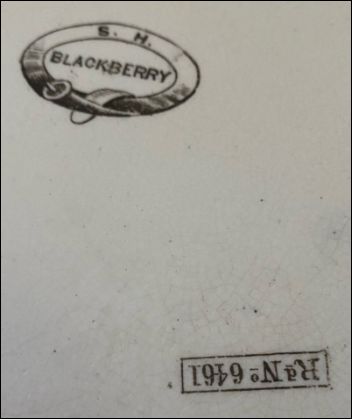 S. H.
BLACKBERRY
Rd No 6461